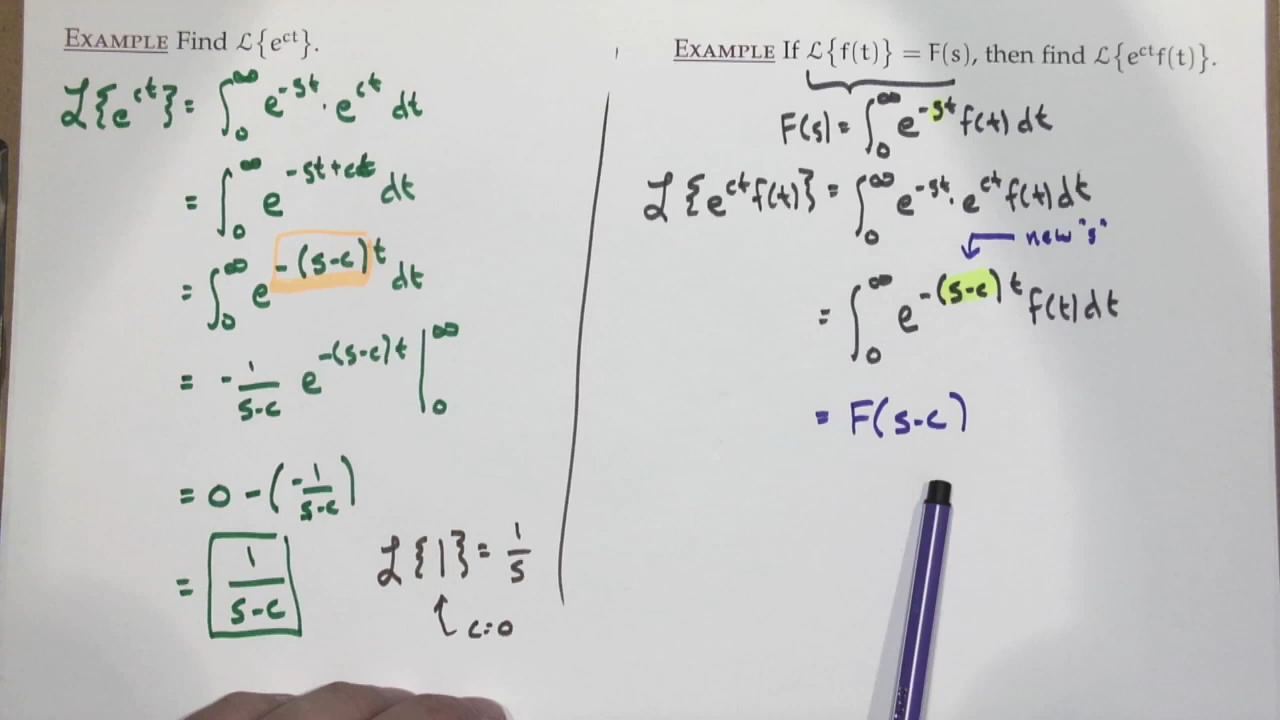 EXAMPLE Find ℒ{e^{ct}}.
ℒ{e^{ct}} = ∫_0^∞ e^{-st} · e^{ct} dt
= ∫_0^∞ e^{-st+ct} dt
= ∫_0^∞ e^{-(s-c)t} dt
= -1/(s-c) e^{-(s-c)t} |_0^∞
= 0 - (-1/(s-c))
= 1/(s-c)
ℒ{1} = 1/s
c=0
EXAMPLE If ℒ{f(t)} = F(s), then find ℒ{e^{ct}f(t)}.
F(s) = ∫_0^∞ e^{-st} f(t) dt
ℒ{e^{ct}f(t)} = ∫_0^∞ e^{-st} · e^{ct} f(t) dt
new "s"
= ∫_0^∞ e^{-(s-c)t} f(t) dt
= F(s-c)